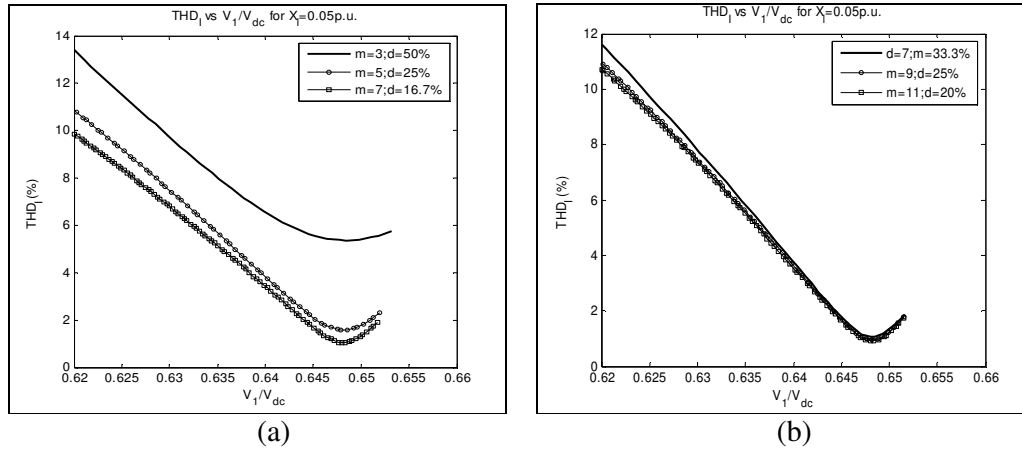 THD_I vs V_1/V_dc for X_l=0.05p.u.
14
12
10
8
6
4
2
0
THD_I (%)
m=3;d=50%
m=5;d=25%
m=7;d=16.7%
0.62 0.625 0.63 0.635 0.64 0.645 0.65 0.655 0.66
V_1/V_dc
(a)
THD_I vs V_1/V_dc for X_l=0.05p.u.
12
10
8
6
4
2
0
THD_I (%)
d=7;m=33.3%
m=9;d=25%
m=11;d=20%
0.62 0.625 0.63 0.635 0.64 0.645 0.65 0.655 0.66
V_1/V_dc
(b)